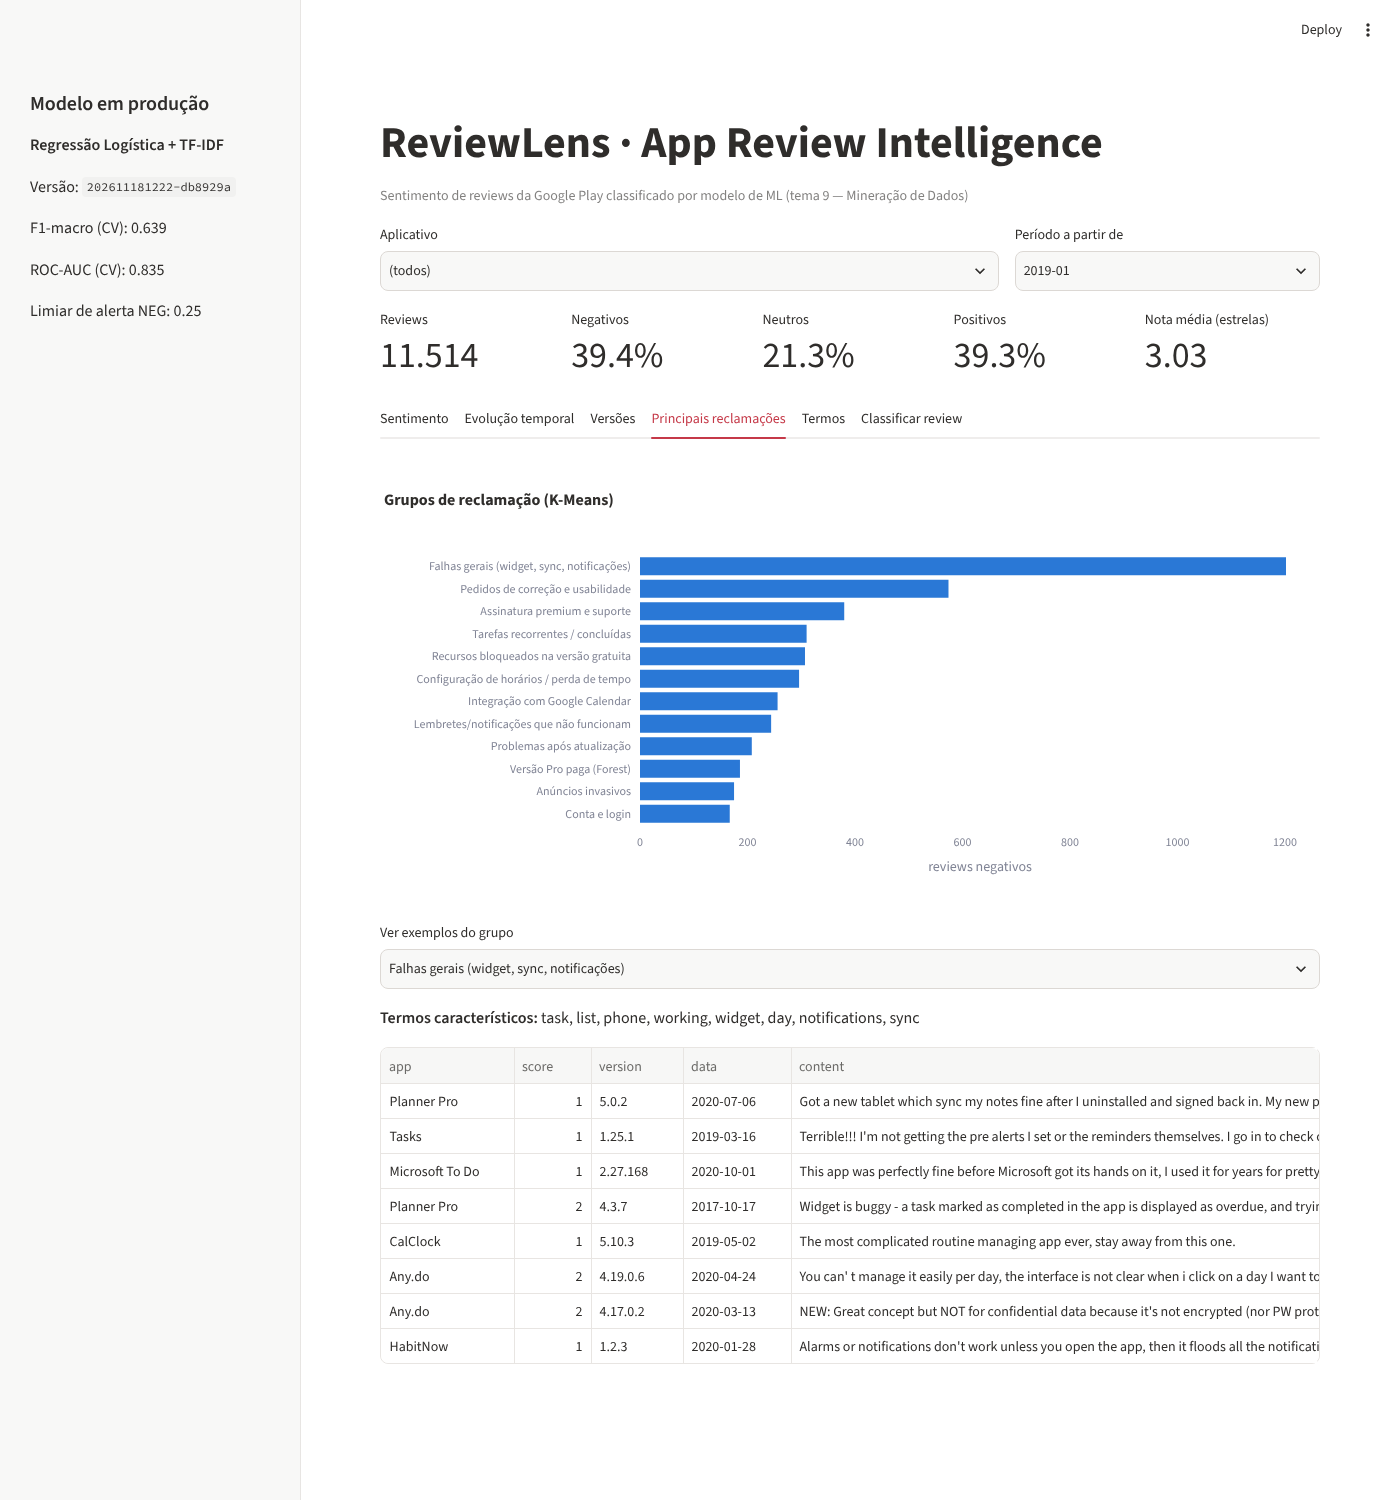 Deploy
Modelo em produção
Regressão Logística + TF-IDF
Versão: 202611181222-db8929a
F1-macro (CV): 0.639
ROC-AUC (CV): 0.835
Limiar de alerta NEG: 0.25
ReviewLens · App Review Intelligence
Sentimento de reviews da Google Play classificado por modelo de ML (tema 9 — Mineração de Dados)
Aplicativo
Período a partir de
(todos)
2019-01
Reviews
Negativos
Neutros
Positivos
Nota média (estrelas)
11.514
39.4%
21.3%
39.3%
3.03
Sentimento Evolução temporal Versões Principais reclamações Termos Classificar review
Grupos de reclamação (K-Means)
Falhas gerais (widget, sync, notificações)
Pedidos de correção e usabilidade
Assinatura premium e suporte
Tarefas recorrentes / concluídas
Recursos bloqueados na versão gratuita
Configuração de horários / perda de tempo
Integração com Google Calendar
Lembretes/notificações que não funcionam
Problemas após atualização
Versão Pro paga (Forest)
Anúncios invasivos
Conta e login
0 200 400 600 800 1000 1200
reviews negativos
Ver exemplos do grupo
Falhas gerais (widget, sync, notificações)
Termos característicos: task, list, phone, working, widget, day, notifications, sync
app score version data content
Planner Pro 1 5.0.2 2020-07-06 Got a new tablet which sync my notes fine after I uninstalled and signed back in. My new p
Tasks 1 1.25.1 2019-03-16 Terrible!!! I'm not getting the pre alerts I set or the reminders themselves. I go in to check
Microsoft To Do 1 2.27.168 2020-10-01 This app was perfectly fine before Microsoft got its hands on it, I used it for years for pretty
Planner Pro 2 4.3.7 2017-10-17 Widget is buggy - a task marked as completed in the app is displayed as overdue, and tryin
CalClock 1 5.10.3 2019-05-02 The most complicated routine managing app ever, stay away from this one.
Any.do 2 4.19.0.6 2020-04-24 You can' t manage it easily per day, the interface is not clear when i click on a day I want to
Any.do 2 4.17.0.2 2020-03-13 NEW: Great concept but NOT for confidential data because it's not encrypted (nor PW prot
HabitNow 1 1.2.3 2020-01-28 Alarms or notifications don't work unless you open the app, then it floods all the notificati